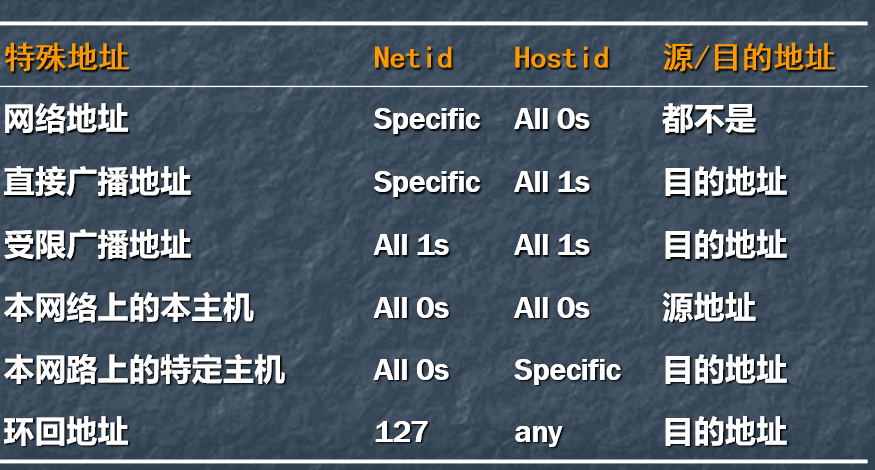 特殊地址 Netid Hostid 源/目的地址
网络地址 Specific All 0s 都不是
直接广播地址 Specific All 1s 目的地址
受限广播地址 All 1s All 1s 目的地址
本网络上的本主机 All 0s All 0s 源地址
本网路上的特定主机 All 0s Specific 目的地址
环回地址 127 any 目的地址